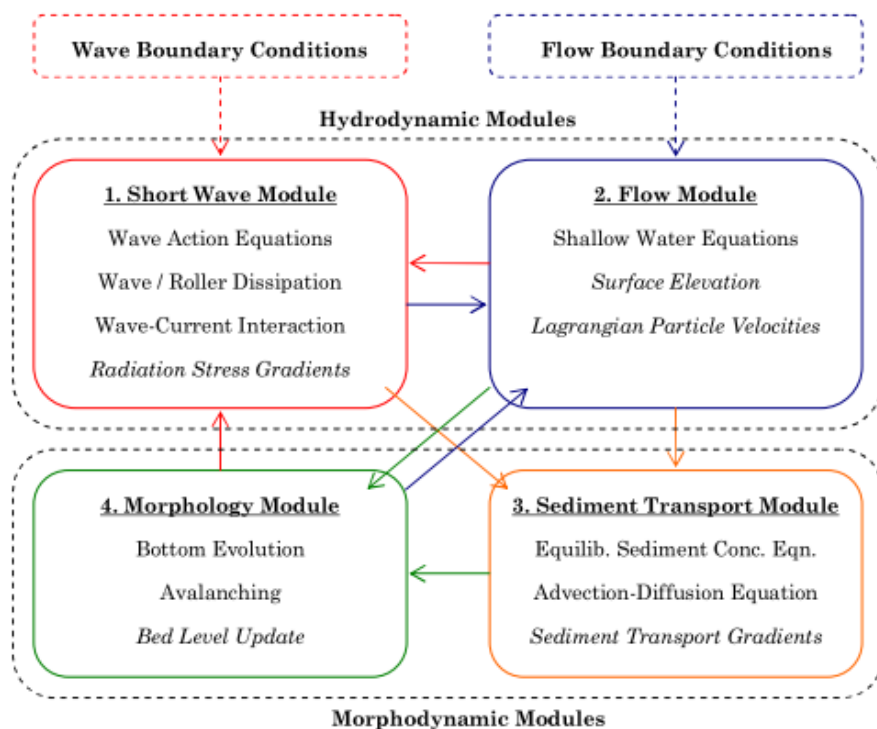 Wave Boundary Conditions
Flow Boundary Conditions
Hydrodynamic Modules
1. Short Wave Module
Wave Action Equations
Wave / Roller Dissipation
Wave-Current Interaction
Radiation Stress Gradients
2. Flow Module
Shallow Water Equations
Surface Elevation
Lagrangian Particle Velocities
4. Morphology Module
Bottom Evolution
Avalanching
Bed Level Update
3. Sediment Transport Module
Equilib. Sediment Conc. Eqn.
Advection-Diffusion Equation
Sediment Transport Gradients
Morphodynamic Modules